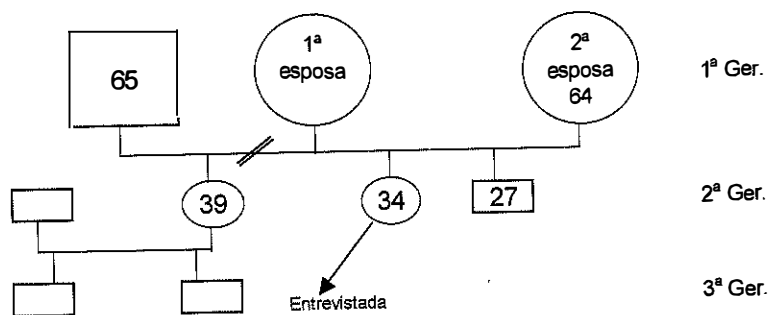 65
1ª
esposa
2ª
esposa
64
1ª Ger.
39
34
27
2ª Ger.
Entrevistada
3ª Ger.